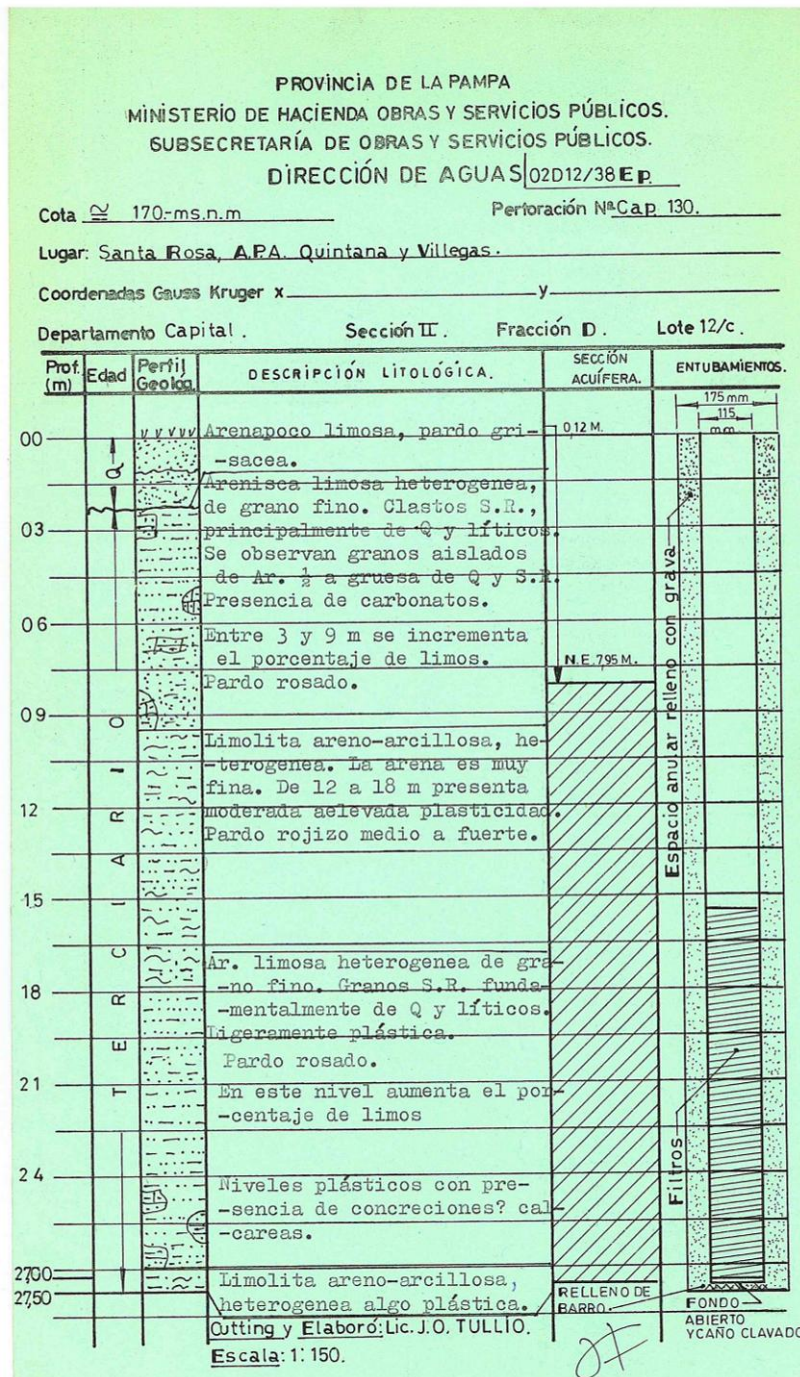 PROVINCIA DE LA PAMPA
MINISTERIO DE HACIENDA OBRAS Y SERVICIOS PÚBLICOS.
SUBSECRETARÍA DE OBRAS Y SERVICIOS PÚBLICOS.
DIRECCIÓN DE AGUAS 02D12/38 Ep.
Cota ≅ 170.-ms.n.m
Perforación Nª Cap 130.
Lugar: Santa Rosa, A.P.A. Quintana y Villegas.
Coordenadas Gauss Kruger x y
Departamento Capital. Sección II. Fracción D. Lote 12/c.
Prof. (m) Edad Perfil Geológ. DESCRIPCIÓN LITOLÓGICA. SECCIÓN ACUÍFERA. ENTUBAMIENTOS.
175 mm
115 m.m.
00
03
06
09
12
15
18
21
24
27,00
27,50
Q
TERCIARIO
v v v v v
Arenapoco limosa, pardo gri-
-sacea.
Arenisca limosa heterogenea,
de grano fino. Clastos S.R.,
principalmente de Q y líticos.
Se observan granos aislados
de Ar. ½ a gruesa de Q y S.R.
Presencia de carbonatos.
Entre 3 y 9 m se incrementa
el porcentaje de limos.
Pardo rosado.
Limolita areno-arcillosa, he-
-terogenea. La arena es muy
fina. De 12 a 18 m presenta
moderada aelevada plasticidad.
Pardo rojizo medio a fuerte.
Ar. limosa heterogenea de gra-
-no fino. Granos S.R. funda-
-mentalmente de Q y líticos.
Ligeramente plástica.
Pardo rosado.
En este nivel aumenta el por-
-centaje de limos
Niveles plásticos con pre-
-sencia de concreciones? cal-
-careas.
Limolita areno-arcillosa,
heterogenea algo plástica.
Cutting y Elaboró: Lic. J.O. TULLIO.
Escala: 1:150.
0.12 M.
N.E. 7,95 M.
RELLENO DE
BARRO.
Espacio anular relleno con grava
Filtros
FONDO
ABIERTO
Y CAÑO CLAVADO